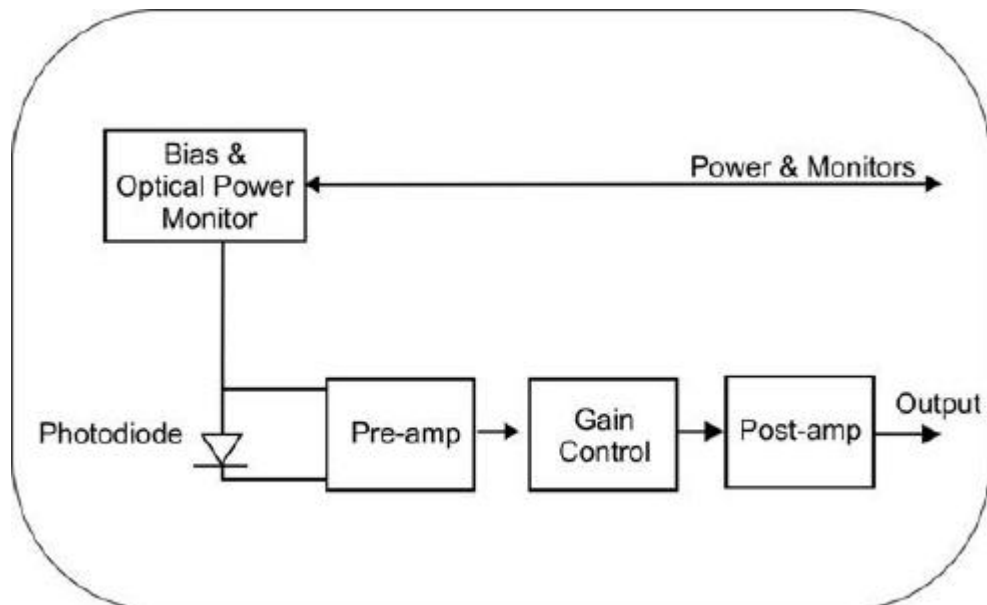 Bias &
Optical Power
Monitor
Power & Monitors
Photodiode
Pre-amp
Gain
Control
Post-amp
Output